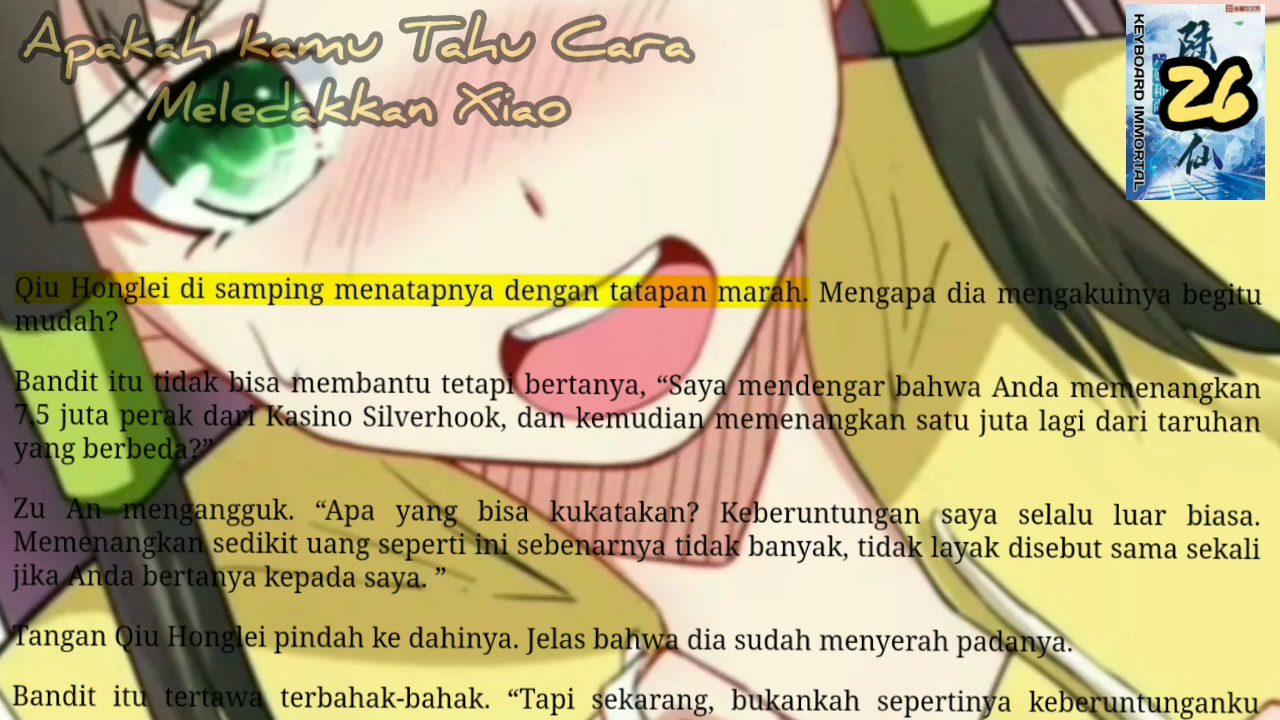 Apakah kamu Tahu Cara
Meledakkan Xiao
KEYBOARD IMMORTAL
26
仙
Qiu Honglei di samping menatapnya dengan tatapan marah. Mengapa dia mengakuinya begitu
mudah?
Bandit itu tidak bisa membantu tetapi bertanya, “Saya mendengar bahwa Anda memenangkan
7,5 juta perak dari Kasino Silverhook, dan kemudian memenangkan satu juta lagi dari taruhan
yang berbeda?”
Zu An mengangguk. “Apa yang bisa kukatakan? Keberuntungan saya selalu luar biasa.
Memenangkan sedikit uang seperti ini sebenarnya tidak banyak, tidak layak disebut sama sekali
jika Anda bertanya kepada saya. ”
Tangan Qiu Honglei pindah ke dahinya. Jelas bahwa dia sudah menyerah padanya.
Bandit itu tertawa terbahak-bahak. “Tapi sekarang, bukankah sepertinya keberuntunganku